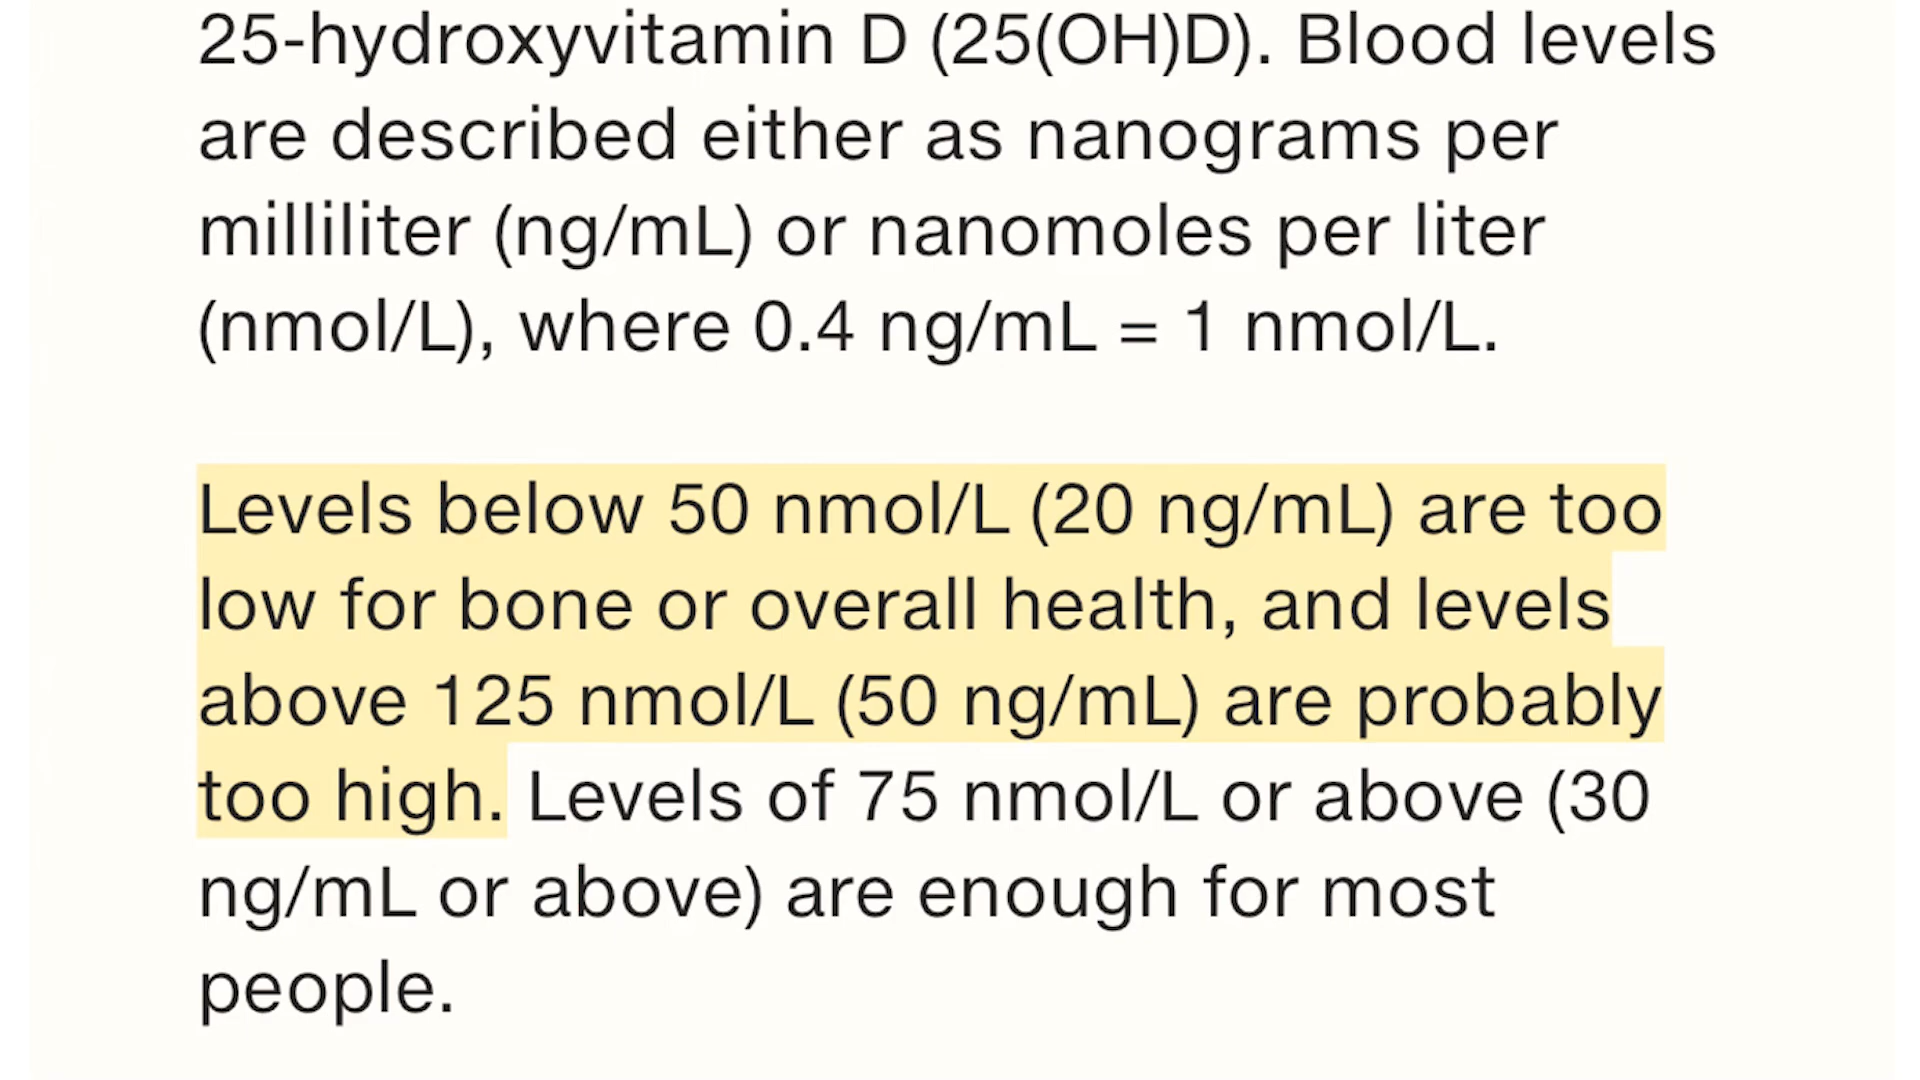 25-hydroxyvitamin D (25(OH)D). Blood levels
are described either as nanograms per
milliliter (ng/mL) or nanomoles per liter
(nmol/L), where 0.4 ng/mL = 1 nmol/L.
Levels below 50 nmol/L (20 ng/mL) are too
low for bone or overall health, and levels
above 125 nmol/L (50 ng/mL) are probably
too high. Levels of 75 nmol/L or above (30
ng/mL or above) are enough for most
people.